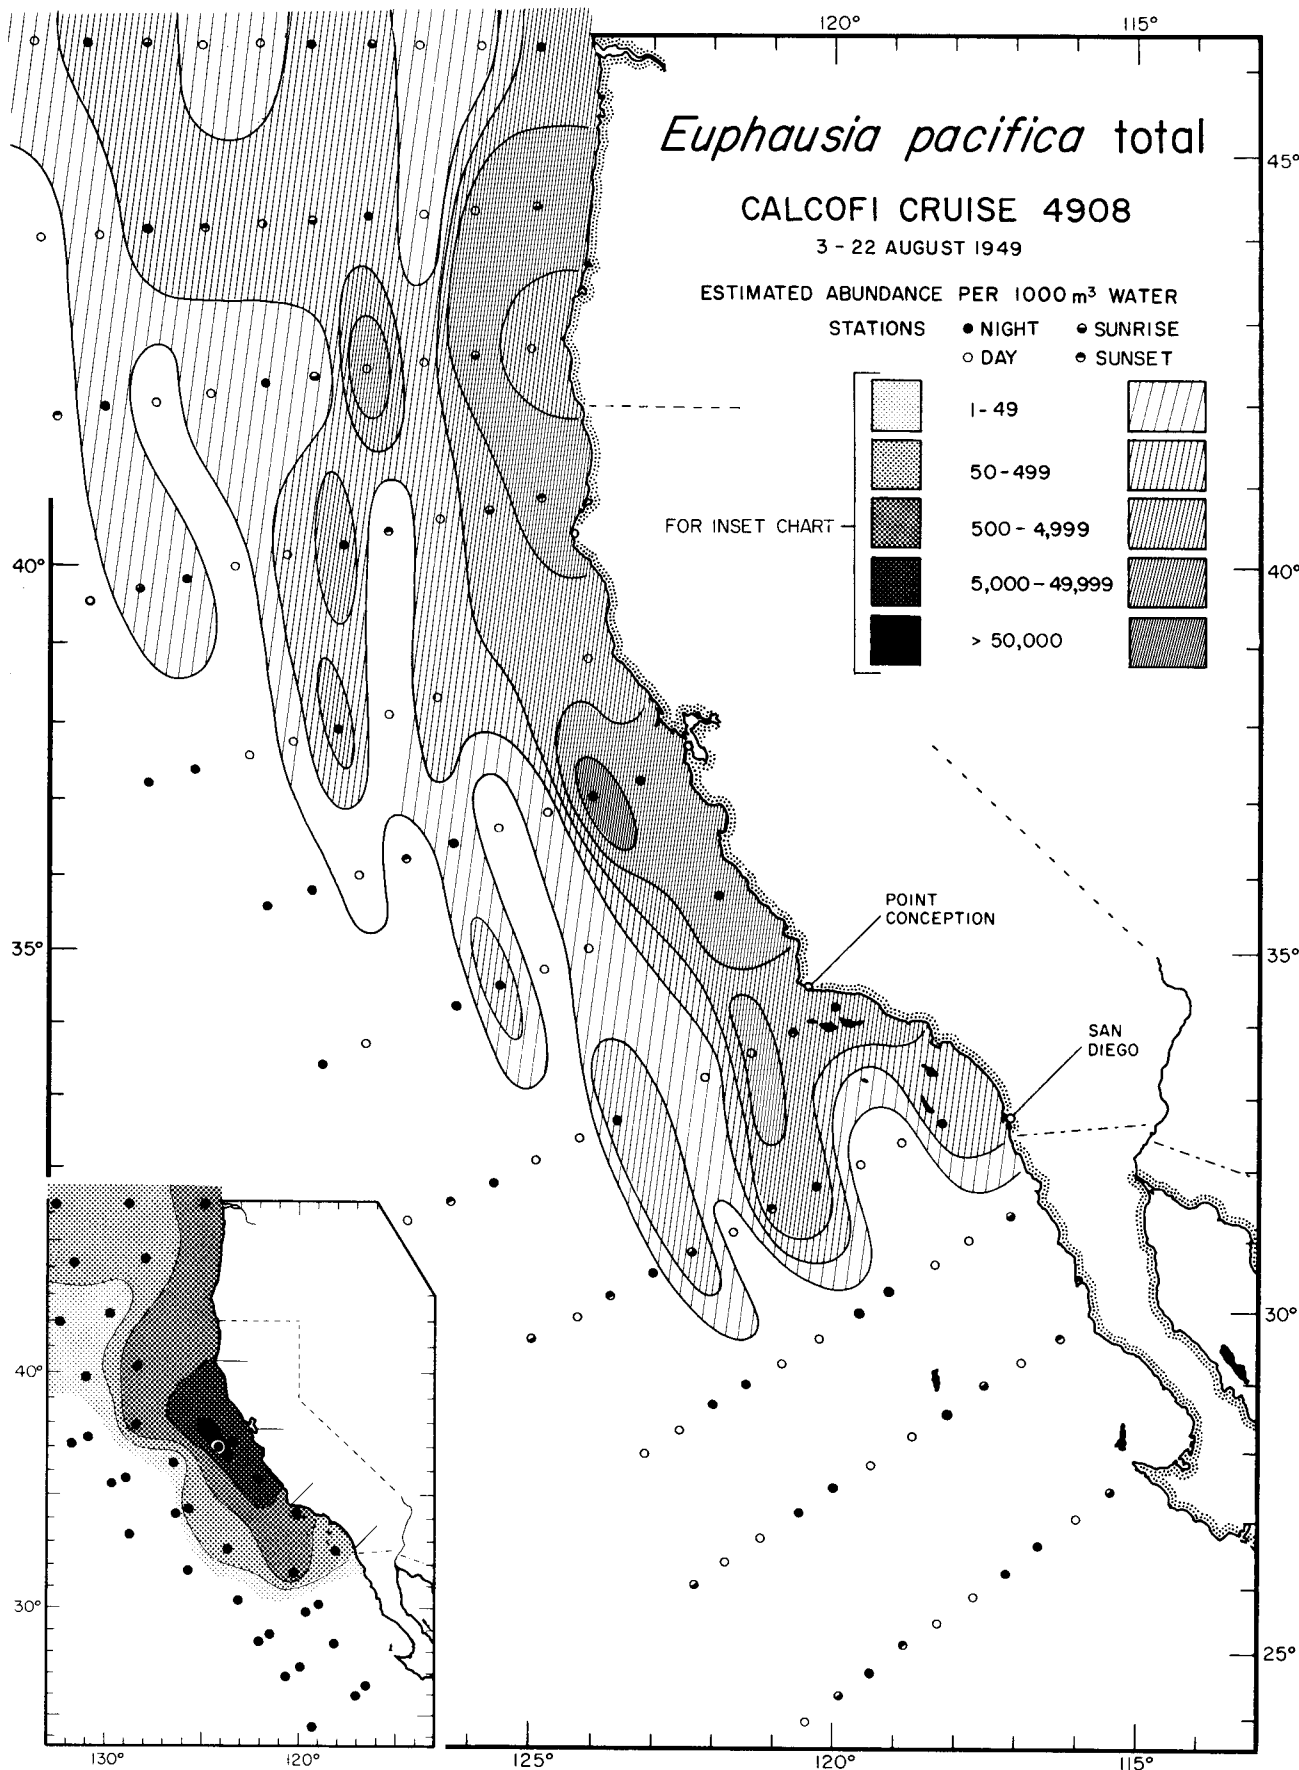 120° 115°
Euphausia pacifica total
45°
CALCOFI CRUISE 4908
3 - 22 AUGUST 1949
ESTIMATED ABUNDANCE PER 1000 m³ WATER
STATIONS ● NIGHT SUNRISE
○ DAY SUNSET
1 - 49
50 - 499
FOR INSET CHART 500 - 4,999
40° 40°
5,000 - 49,999
> 50,000
POINT
CONCEPTION
35° 35°
SAN
DIEGO
30°
40°
30°
25°
130° 120° 125° 120° 115°